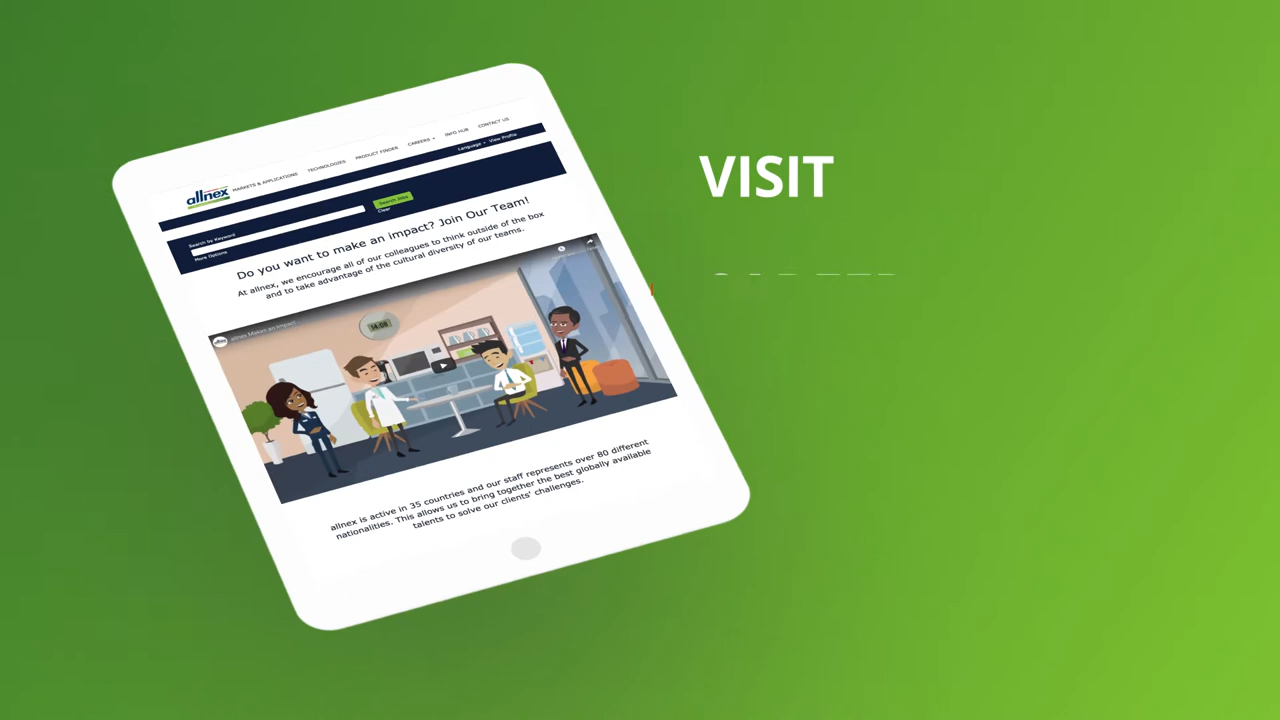 allnex MARKETS & APPLICATIONS TECHNOLOGIES PRODUCT FINDER CAREERS INFO HUB CONTACT US
Language View Profile
Search by Keyword
Search Jobs
More Options
Clear
Do you want to make an impact? Join Our Team!
At allnex, we encourage all of our colleagues to think outside of the box
and to take advantage of the cultural diversity of our teams.
allnex Makes an Impact
14:08
allnex is active in 35 countries and our staff represents over 80 different
nationalities. This allows us to bring together the best globally available
talents to solve our clients' challenges.
VISIT